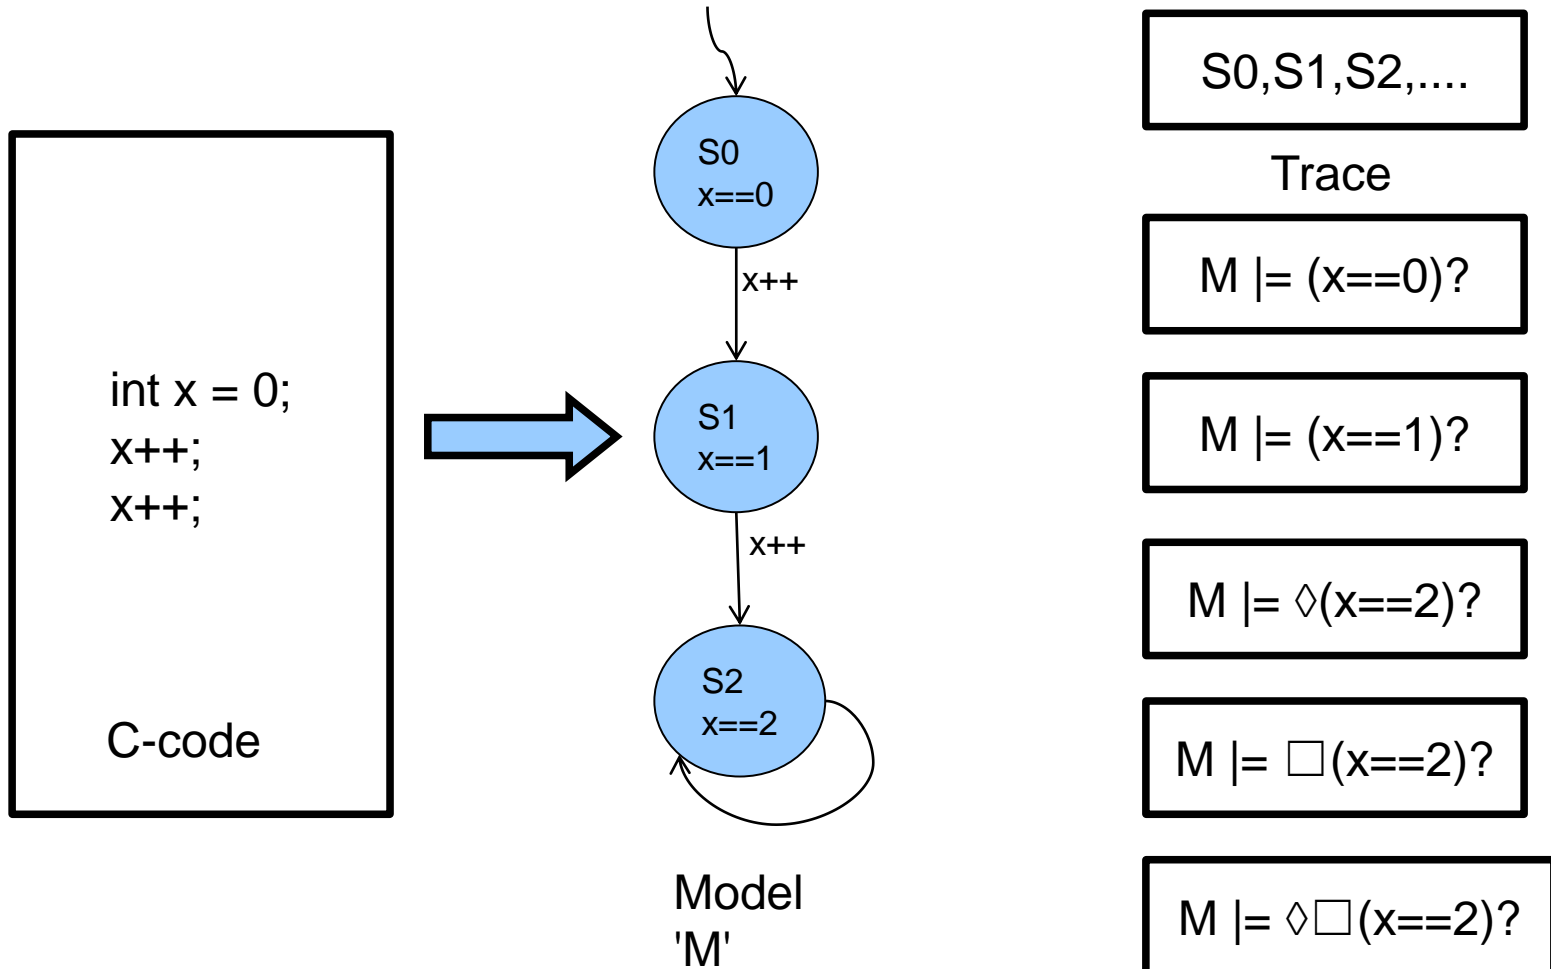 int x = 0;
x++;
x++;
C-code
S0
x==0
x++
S1
x==1
x++
S2
x==2
Model
'M'
S0,S1,S2,....
Trace
M |= (x==0)?
M |= (x==1)?
M |= ◊(x==2)?
M |= □(x==2)?
M |= ◊□(x==2)?